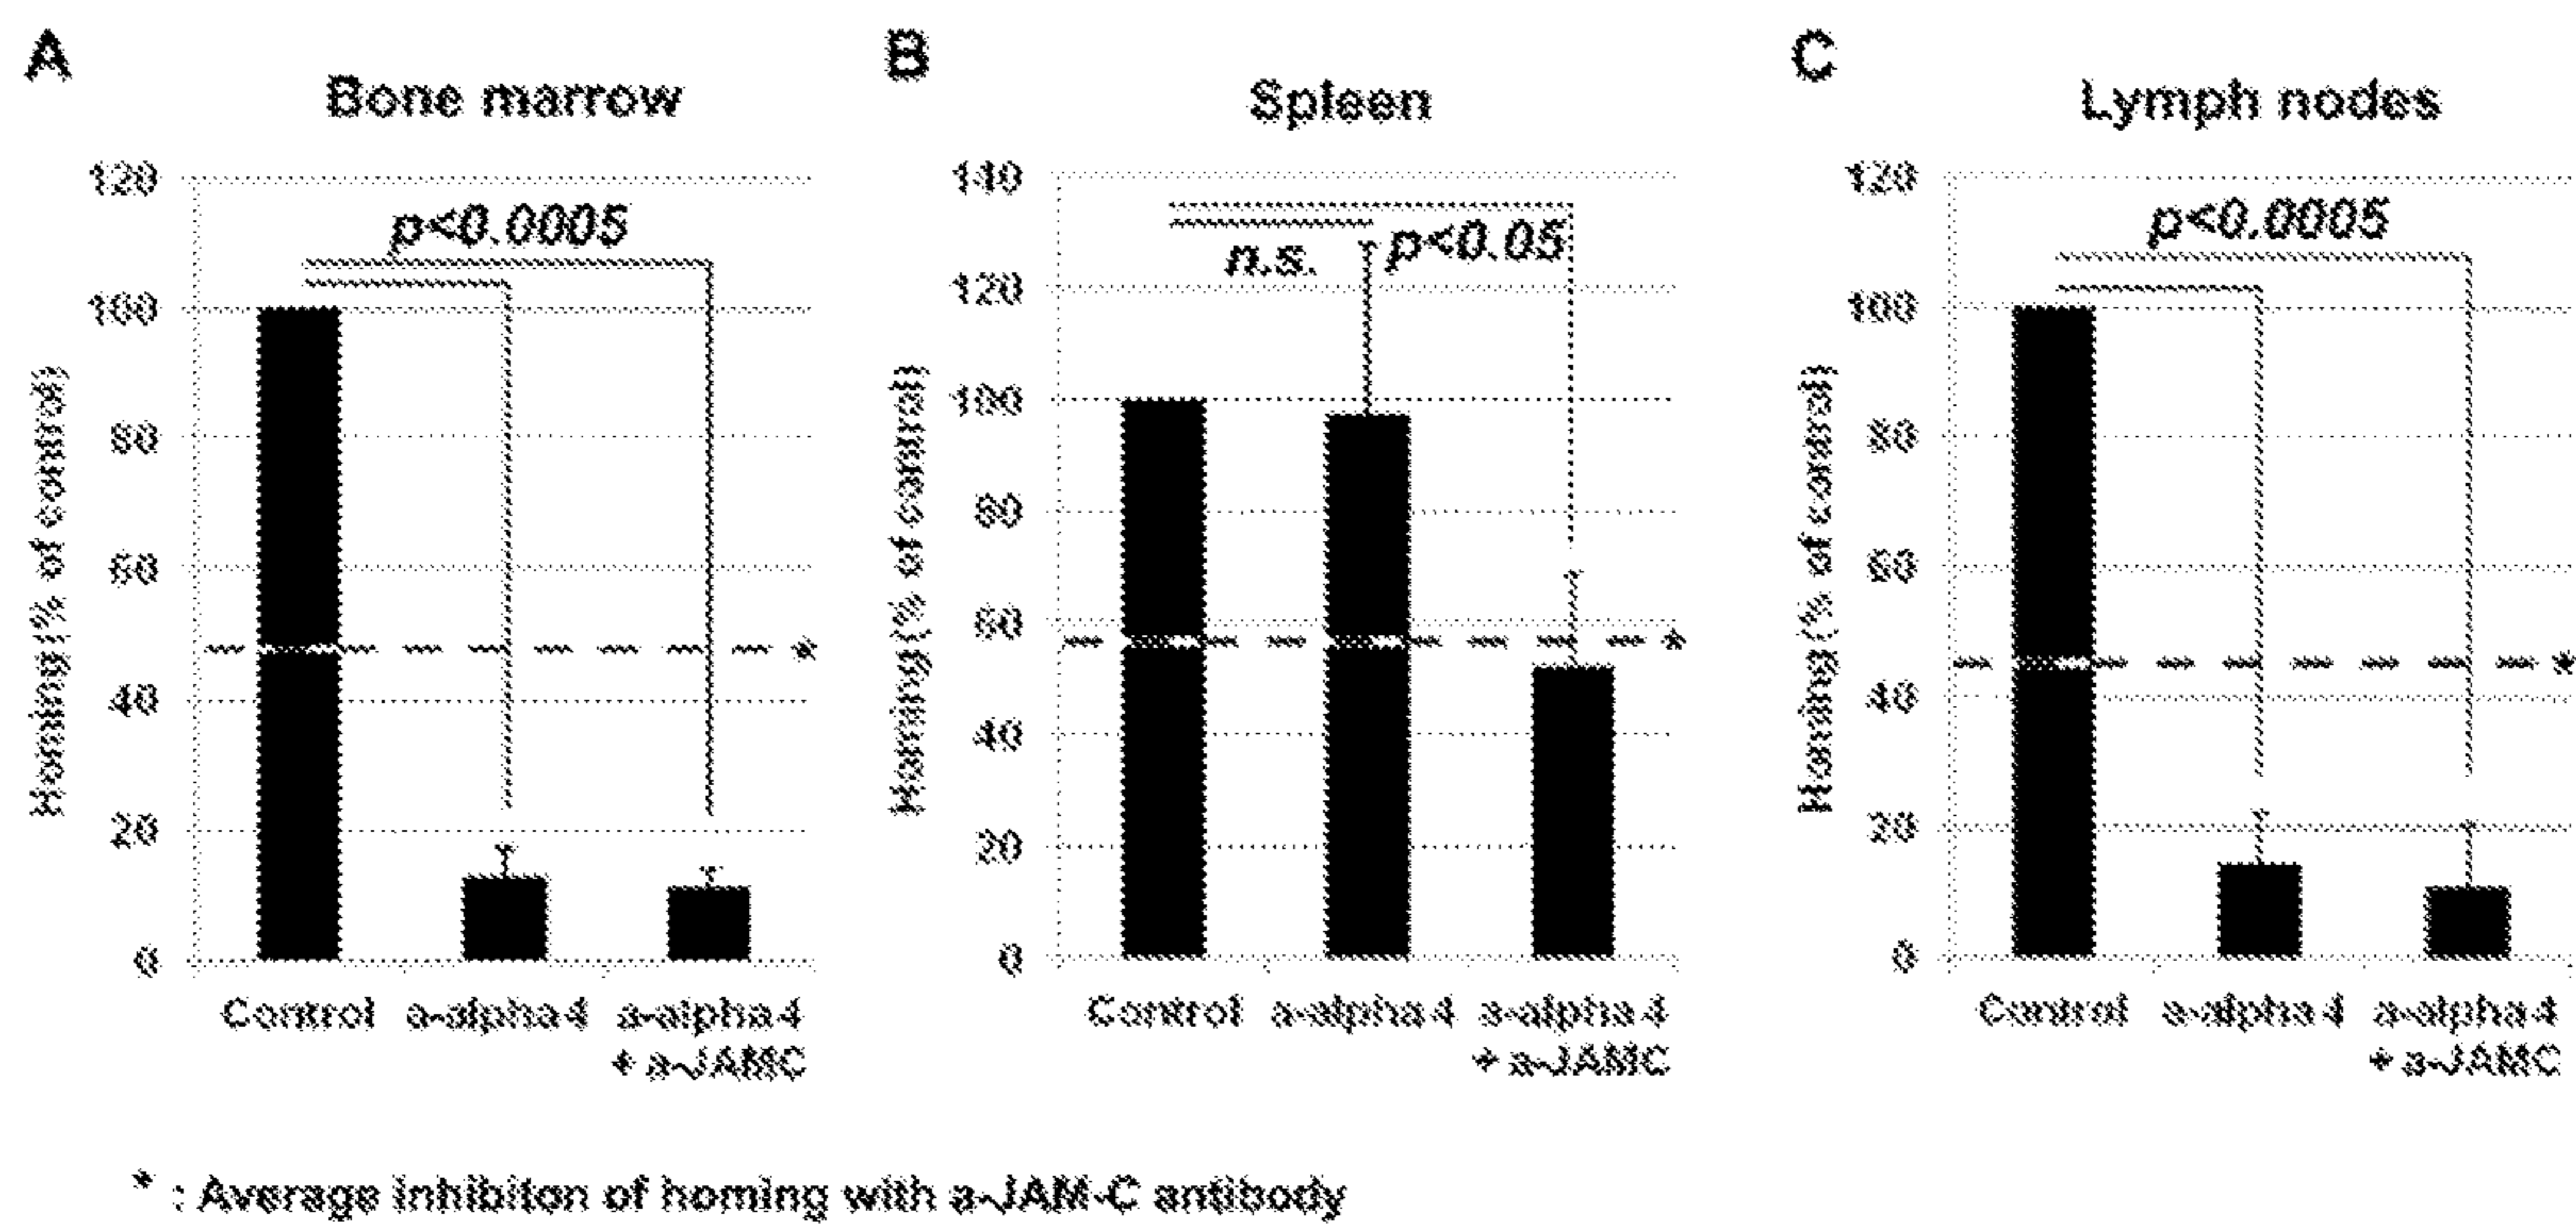 A
Bone marrow
120
100
80
60
40
20
0
Homing (% of control)
p<0.0005
*
Control
a-alpha4
a-alpha4
+ a-JAMC
B
Spleen
140
120
100
80
60
40
20
0
Homing (% of control)
n.s.
p<0.05
*
Control
a-alpha4
a-alpha4
+ a-JAMC
C
Lymph nodes
120
100
80
60
40
20
0
Homing (% of control)
p<0.0005
*
Control
a-alpha4
a-alpha4
+ a-JAMC
* : Average inhibiton of homing with a-JAM-C antibody